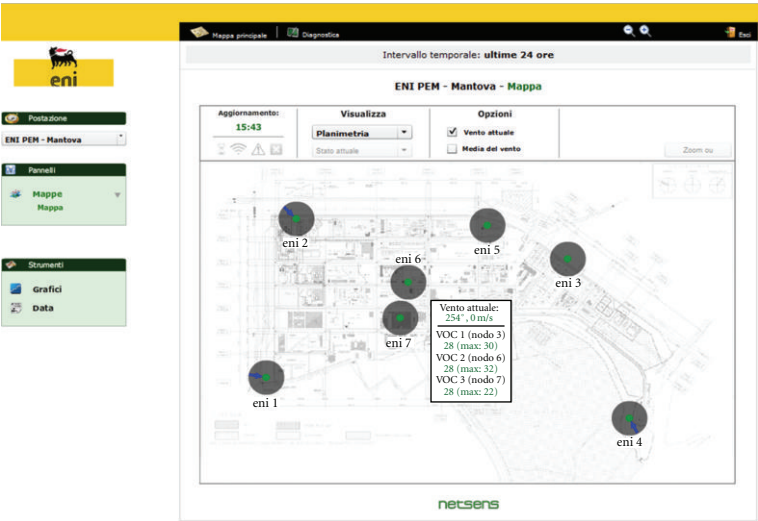 Mappa principale
Diagnostica
Esci
Intervallo temporale: ultime 24 ore
eni
ENI PEM - Mantova - Mappa
Postazione
ENI PEM - Mantova
Pannelli
Mappe
Mappa
Strumenti
Grafici
Data
Aggiornamento:
15:43
Visualizza
Planimetria
Stato attuale
Opzioni
Vento attuale
Media del vento
Zoom ou
eni 2
eni 5
eni 6
eni 3
eni 7
Vento attuale:
254°, 0 m/s
VOC 1 (nodo 3)
28 (max: 30)
VOC 2 (nodo 6)
28 (max: 32)
VOC 3 (nodo 7)
28 (max: 22)
eni 1
eni 4
netsens